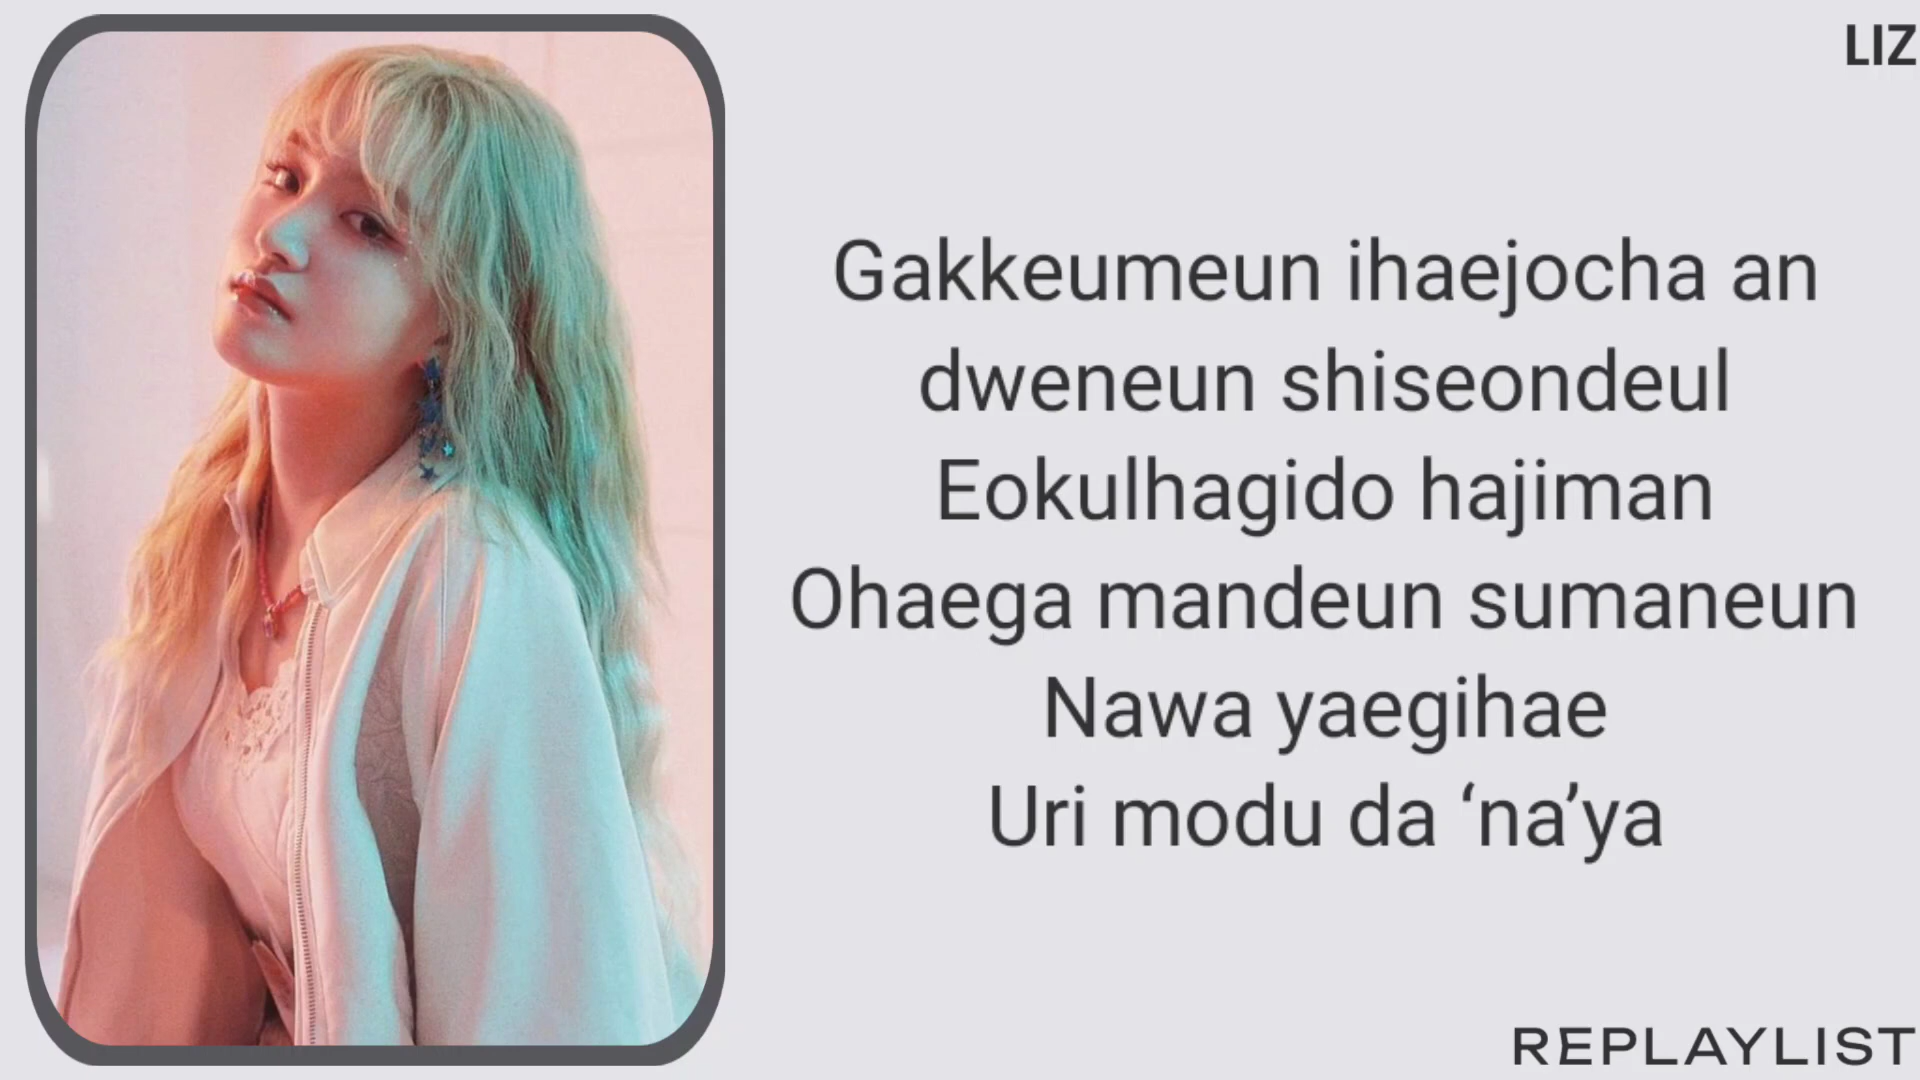 LIZ
Gakkeumeun ihaejocha an
dweneun shiseondeul
Eokulhagido hajiman
Ohaega mandeun sumaneun
Nawa yaegihae
Uri modu da ‘na’ya
REPLAYLIST